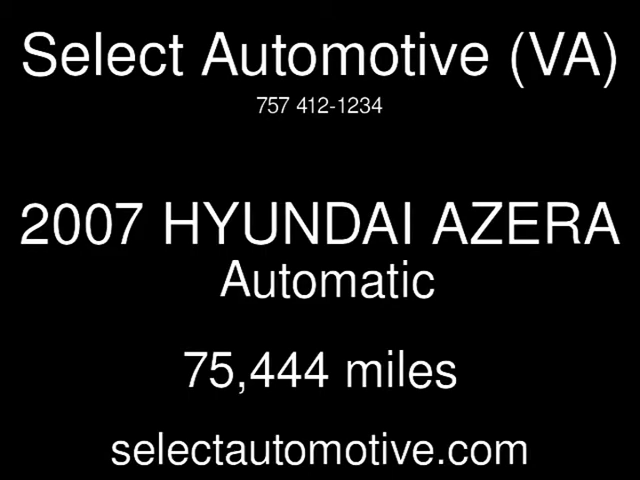 Select Automotive (VA)
757 412-1234
2007 HYUNDAI AZERA
Automatic
75,444 miles
selectautomotive.com